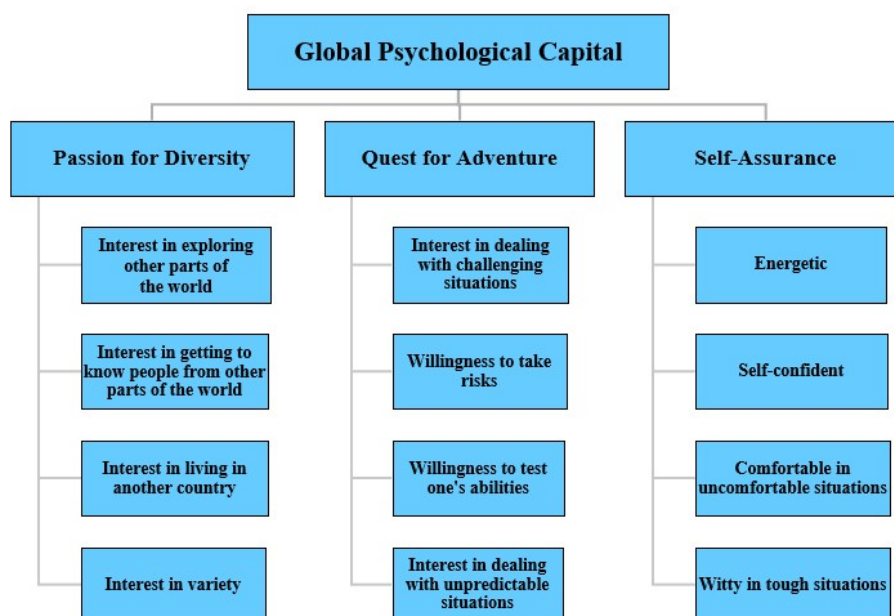 Global Psychological Capital
Passion for Diversity
Interest in exploring
other parts of
the world
Interest in getting to
know people from other
parts of the world
Interest in living in
another country
Interest in variety
Quest for Adventure
Interest in dealing
with challenging
situations
Willingness to take
risks
Willingness to test
one's abilities
Interest in dealing
with unpredictable
situations
Self-Assurance
Energetic
Self-confident
Comfortable in
uncomfortable situations
Witty in tough situations